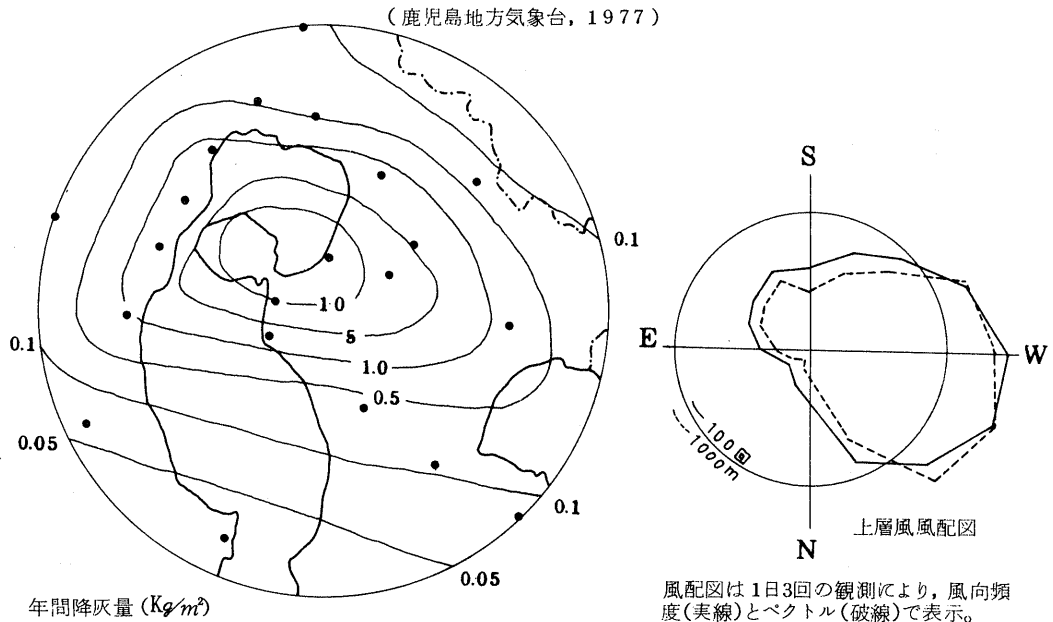 (鹿児島地方気象台, 1977)
0.1
10
5
1.0
0.5
0.1
0.05
0.1
0.05
年間降灰量 (Kg/m²)
S
E
W
N
100回
1000m
上層風風配図
風配図は1日3回の観測により, 風向頻
度(実線)とベクトル(破線)で表示。